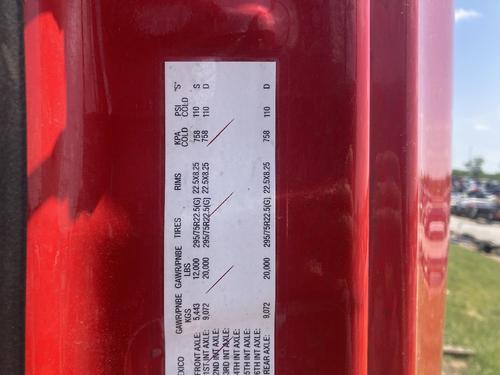 EXICO GAWR/PNBE KGS GAWR/PNBE LBS TIRES RIMS KPA COLD PSI COLD "S"
FRONT AXLE: 5,443 12,000 295/75R22.5(G) 22.5X8.25 758 110 S
1ST INT AXLE: 9,072 20,000 295/75R22.5(G) 22.5X8.25 758 110 D
2ND INT AXLE:
3RD INT AXLE:
4TH INT AXLE:
5TH INT AXLE:
6TH INT AXLE:
REAR AXLE: 9,072 20,000 295/75R22.5(G) 22.5X8.25 758 110 D